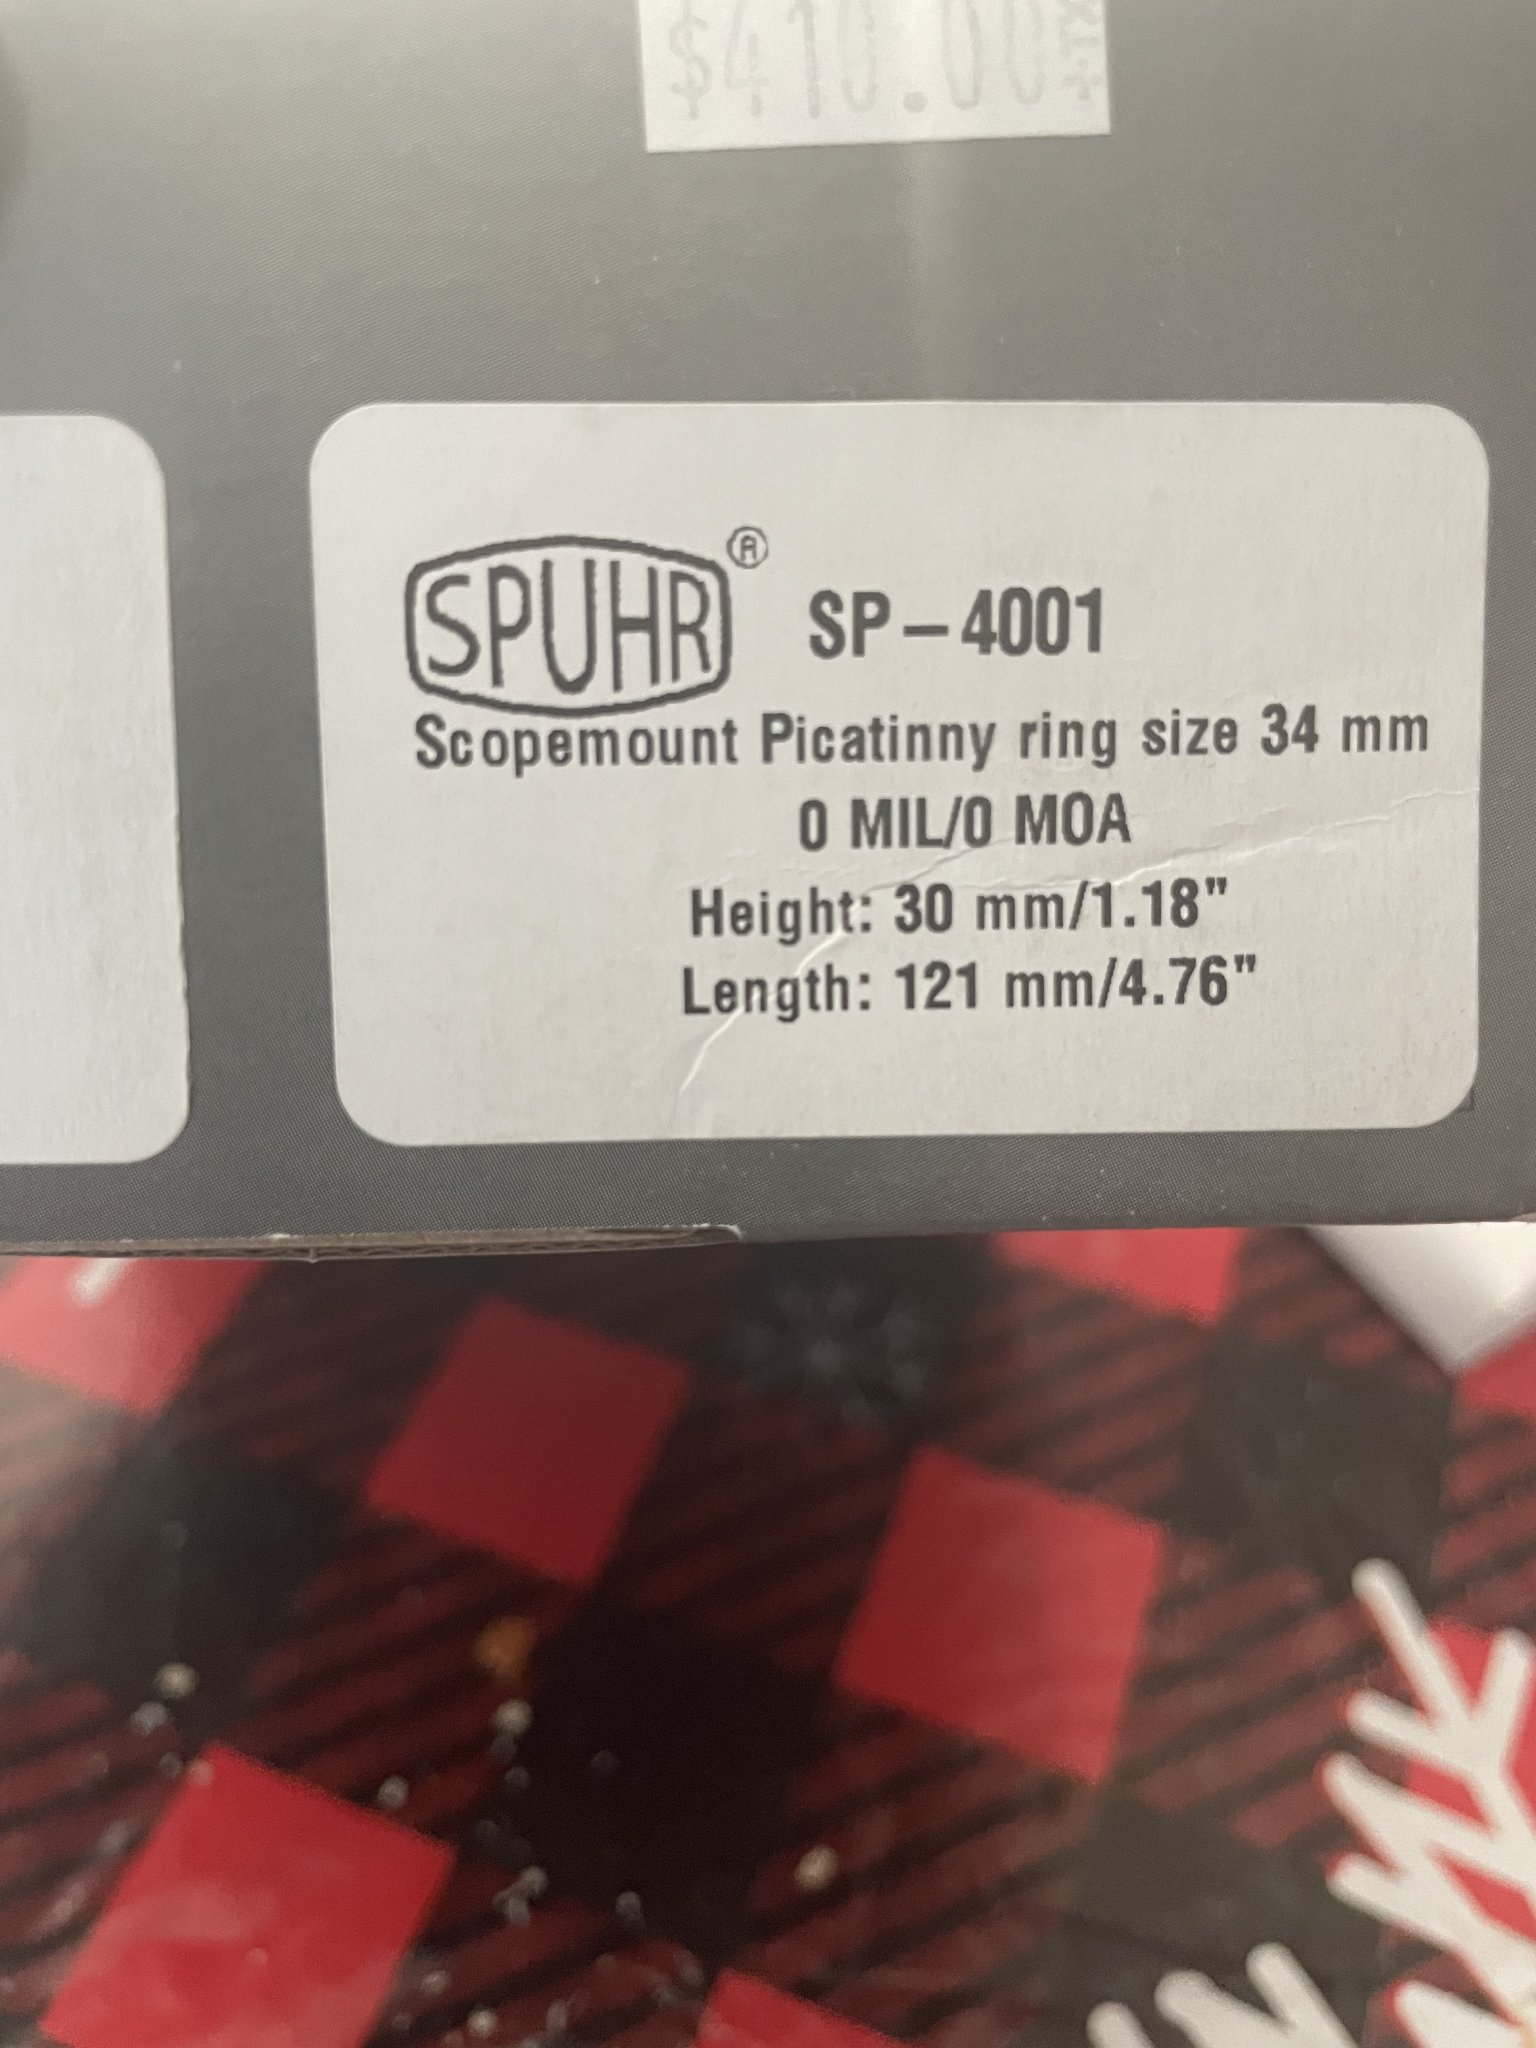 $410.00
SPUHR® SP-4001
Scopemount Picatinny ring size 34 mm
0 MIL/0 MOA
Height: 30 mm/1.18"
Length: 121 mm/4.76"